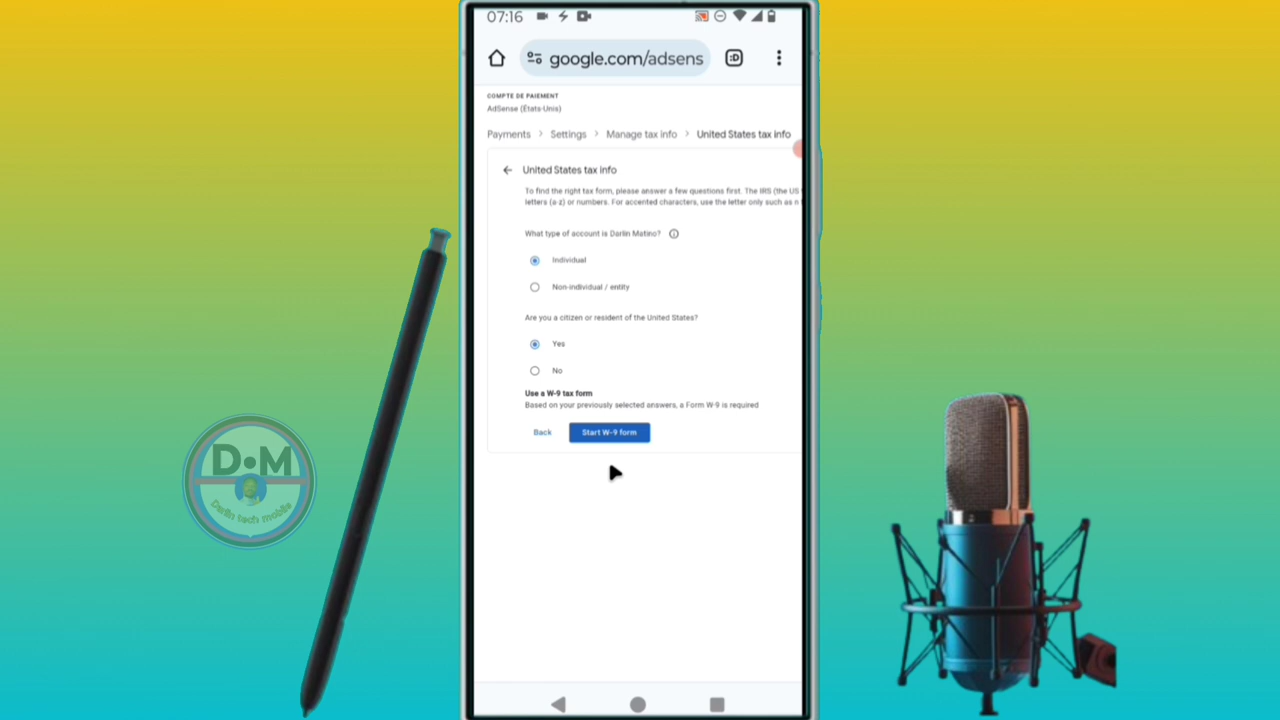 07:16
google.com/adsens
:D
COMPTE DE PAIEMENT
AdSense (États-Unis)
Payments > Settings > Manage tax info > United States tax info
United States tax info
To find the right tax form, please answer a few questions first. The IRS (the US
letters (a-z) or numbers. For accented characters, use the letter only such as n
What type of account is Darlin Matino?
Individual
Non-individual / entity
Are you a citizen or resident of the United States?
Yes
No
Use a W-9 tax form
Based on your previously selected answers, a Form W-9 is required
Back
Start W-9 form
D•M
Darlin tech mobile